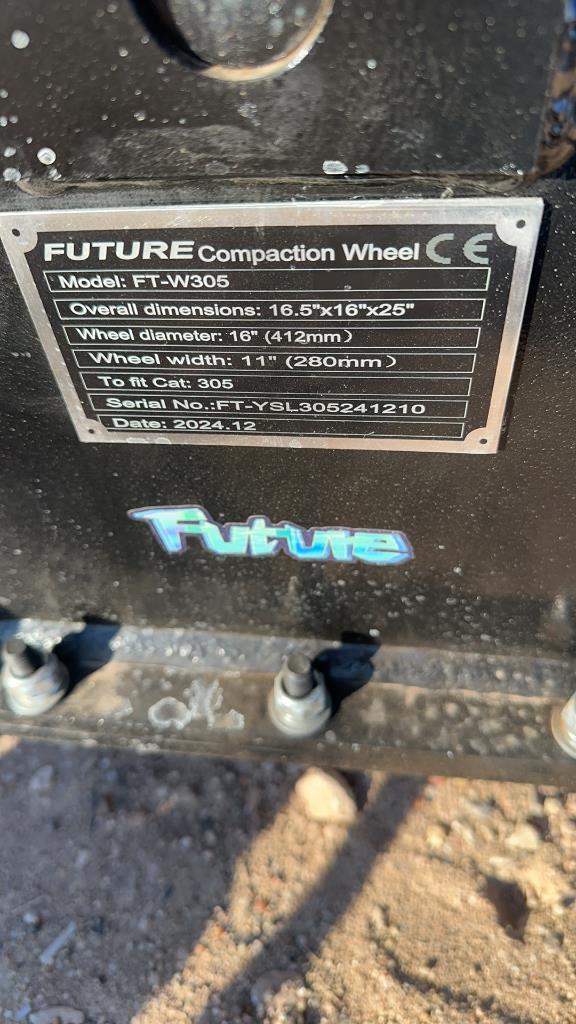 FUTURE Compaction Wheel CE
Model: FT-W305
Overall dimensions: 16.5"x16"x25"
Wheel diameter: 16" (412mm)
Wheel width: 11" (280mm)
To fit Cat: 305
Serial No.:FT-YSL305241210
Date: 2024.12
Future